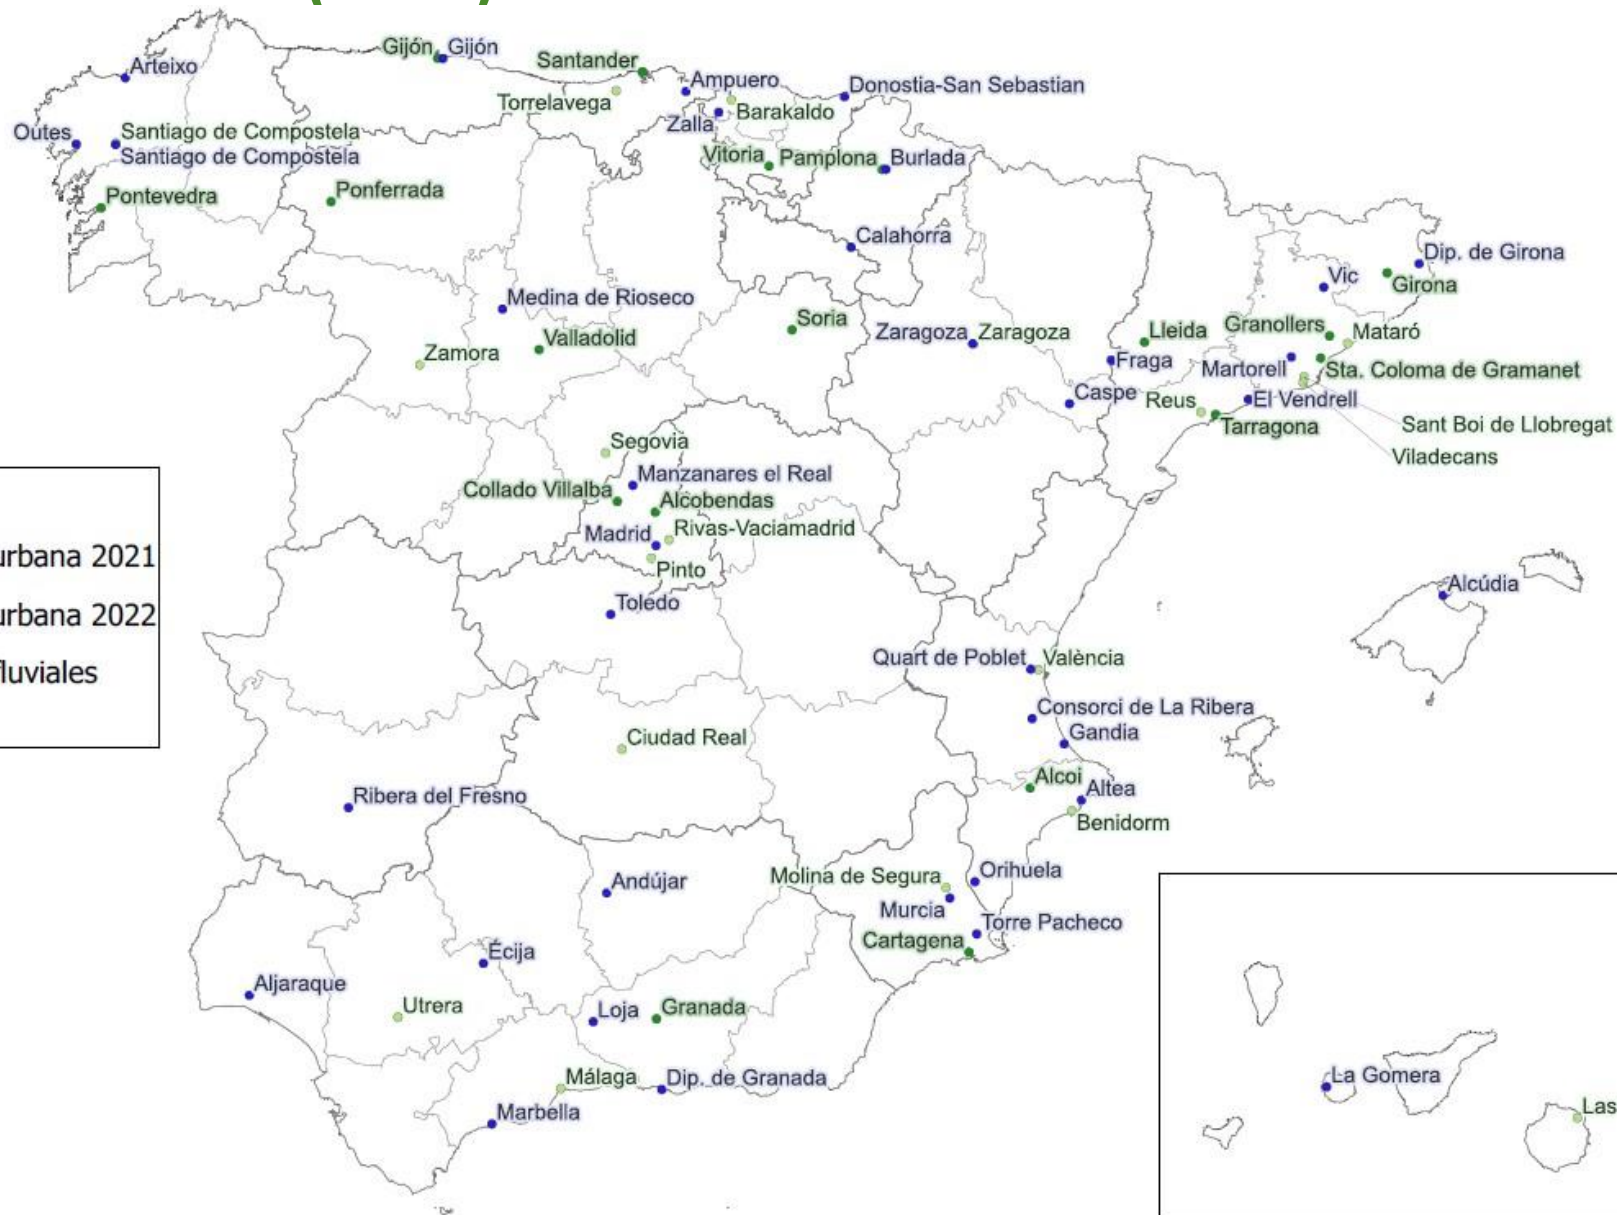 Gijón
Gijón
Santander
Arteixo
Ampuero
Donostia-San Sebastian
Torrelavega
Barakaldo
Zalla
Outes
Santiago de Compostela
Santiago de Compostela
Vitoria
Pamplona
Burlada
Pontevedra
Ponferrada
Calahorra
Dip. de Girona
Vic
Girona
Medina de Rioseco
Soria
Valladolid
Zaragoza
Zaragoza
Lleida
Granollers
Mataró
Zamora
Fraga
Martorell
Sta. Coloma de Gramanet
Caspe
Reus
El Vendrell
Tarragona
Sant Boi de Llobregat
Viladecans
Segovia
Manzanares el Real
Collado Villalba
Alcobendas
Rivas-Vaciamadrid
Madrid
Pinto
urbana 2021
urbana 2022
fluviales
Toledo
Alcúdia
Quart de Poblet
València
Consorci de La Ribera
Gandia
Ciudad Real
Alcoi
Altea
Benidorm
Ribera del Fresno
Andújar
Molina de Segura
Orihuela
Murcia
Torre Pacheco
Cartagena
Écija
Aljaraque
Utrera
Loja
Granada
Málaga
Dip. de Granada
Marbella
La Gomera
Las